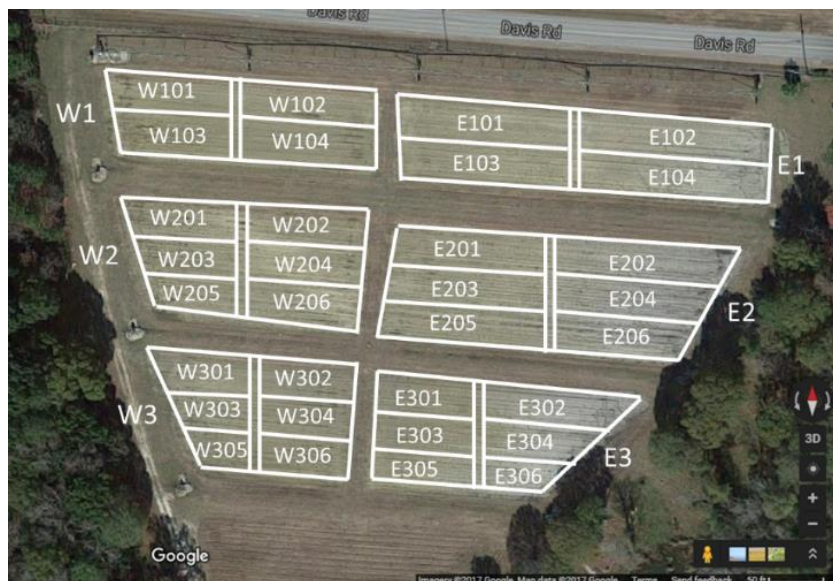 Davis Rd
Davis Rd
Davis Rd
W1
W101
W102
W103
W104
E101
E102
E103
E104
E1
W2
W201
W202
W203
W204
W205
W206
E201
E202
E203
E204
E205
E206
E2
W3
W301
W302
W303
W304
W305
W306
E301
E302
E303
E304
E305
E306
E3
3D
Google
Imagery ©2017 Google, Map data ©2017 Google Terms Send feedback 50 ft